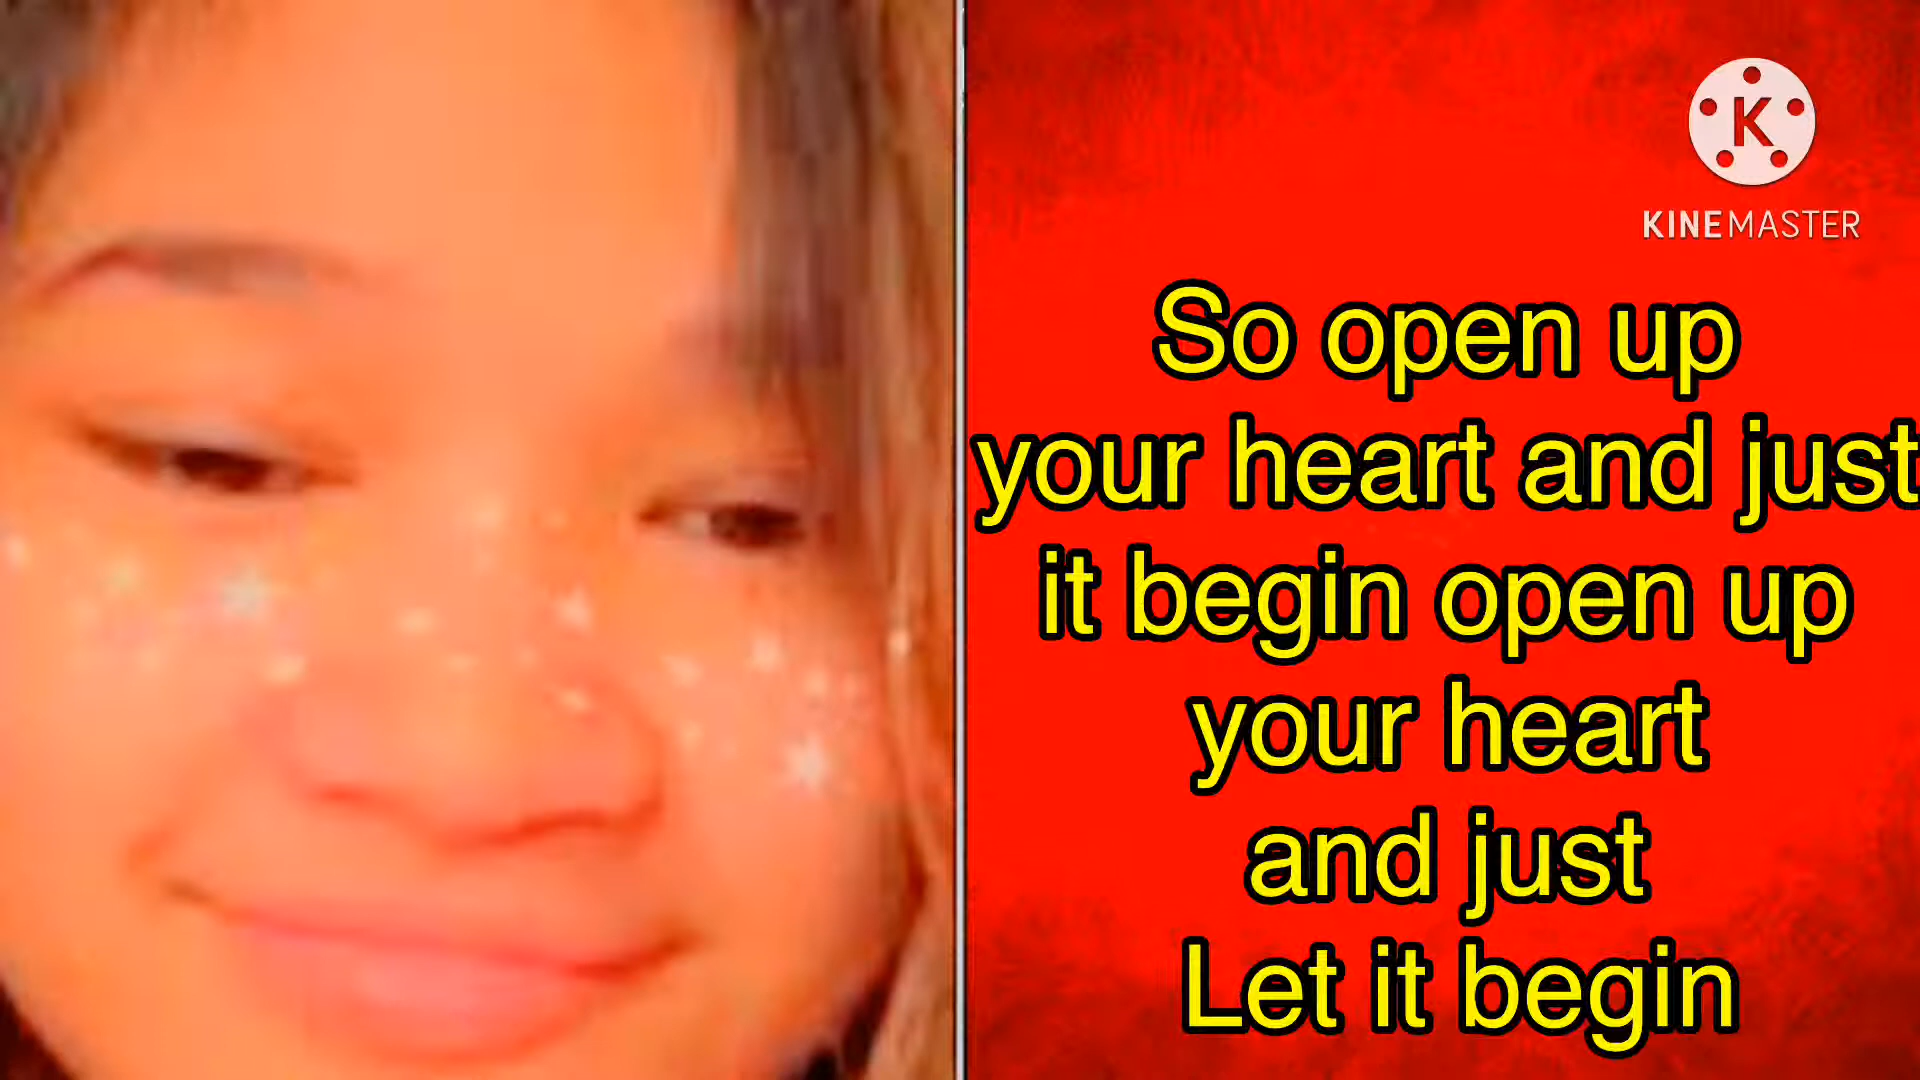 K
KINEMASTER
So open up
your heart and just
it begin open up
your heart
and just
Let it begin